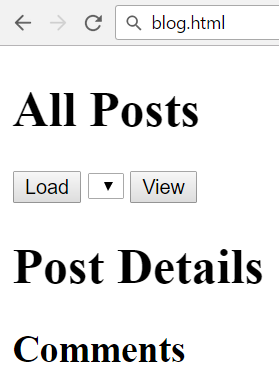 blog.html
All Posts
Load View
Post Details
Comments